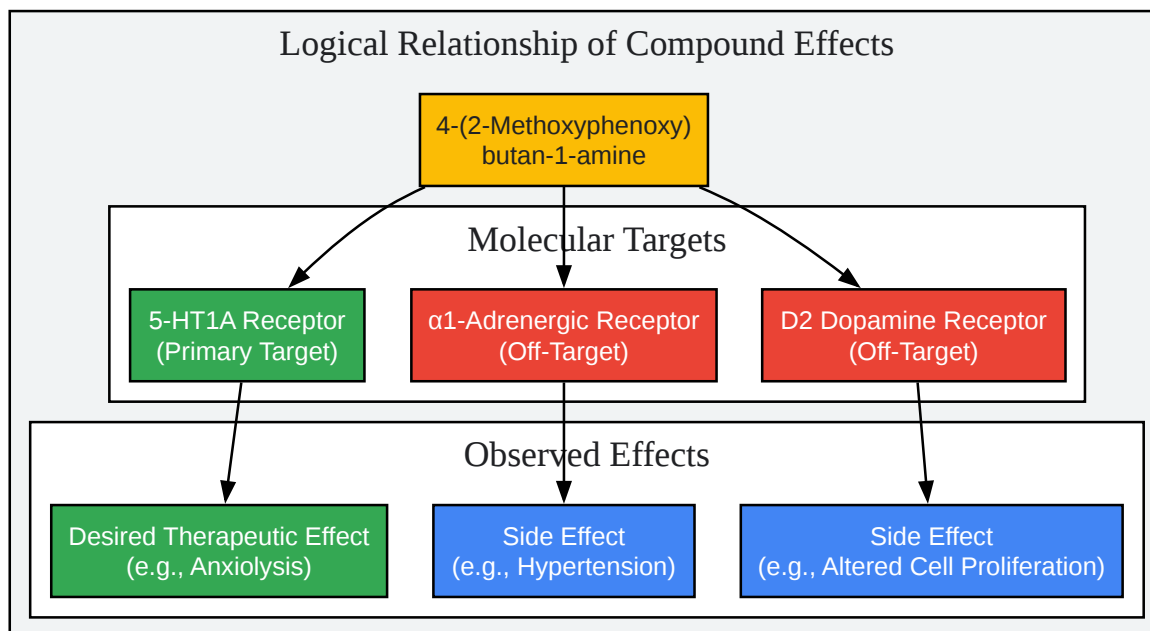 Logical Relationship of Compound Effects
4-(2-Methoxyphenoxy)
butan-1-amine
Molecular Targets
5-HT1A Receptor
(Primary Target)
α1-Adrenergic Receptor
(Off-Target)
D2 Dopamine Receptor
(Off-Target)
Observed Effects
Desired Therapeutic Effect
(e.g., Anxiolysis)
Side Effect
(e.g., Hypertension)
Side Effect
(e.g., Altered Cell Proliferation)